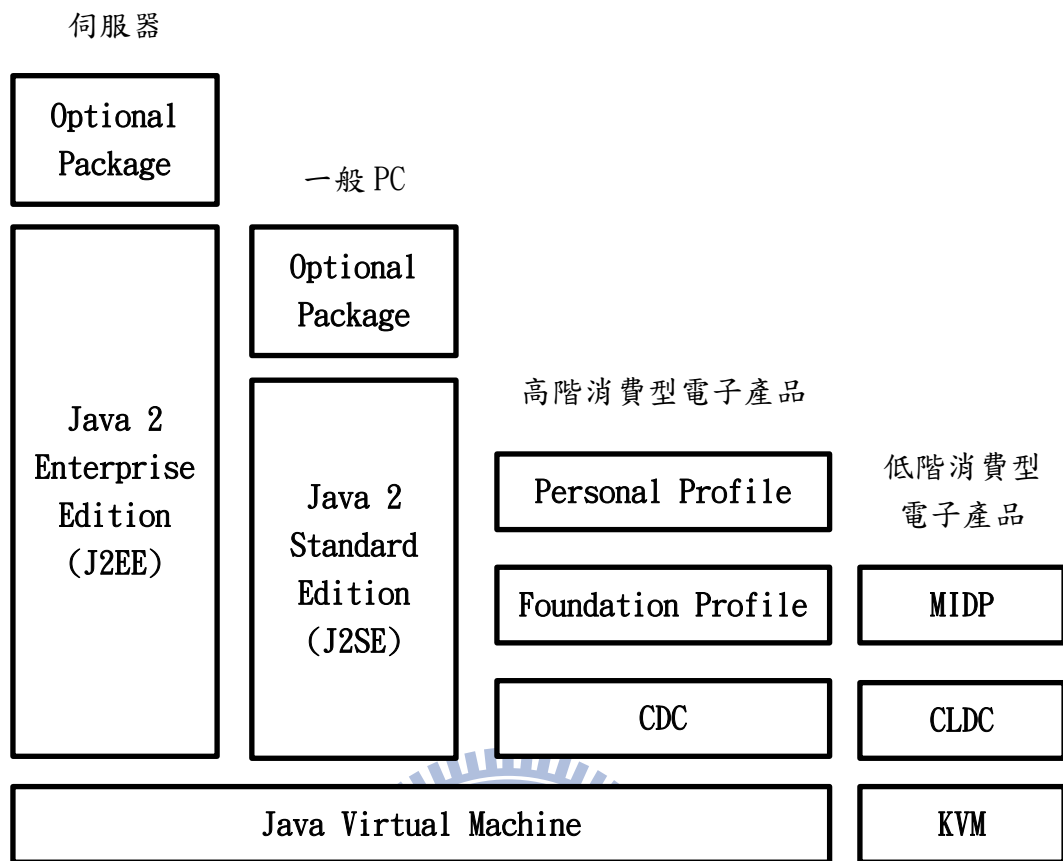 伺服器
Optional
Package
Java 2
Enterprise
Edition
(J2EE)
一般 PC
Optional
Package
Java 2
Standard
Edition
(J2SE)
高階消費型電子產品
Personal Profile
Foundation Profile
CDC
低階消費型
電子產品
MIDP
CLDC
Java Virtual Machine
KVM